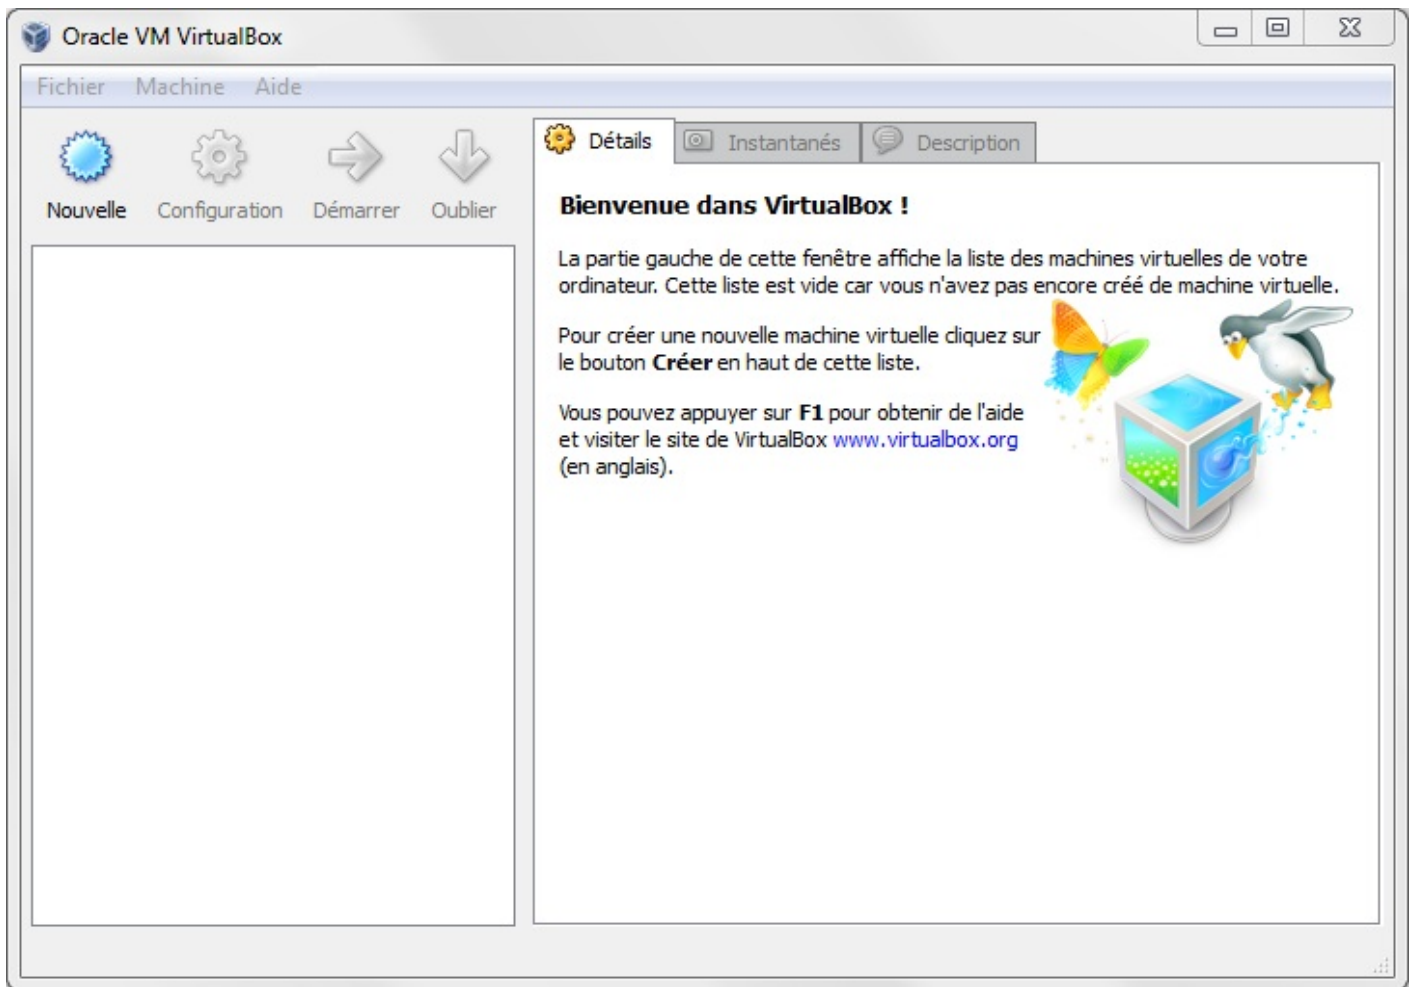 Oracle VM VirtualBox
Fichier Machine Aide
Nouvelle Configuration Démarrer Oublier
Détails Instantanés Description
Bienvenue dans VirtualBox !
La partie gauche de cette fenêtre affiche la liste des machines virtuelles de votre
ordinateur. Cette liste est vide car vous n'avez pas encore créé de machine virtuelle.
Pour créer une nouvelle machine virtuelle cliquez sur
le bouton Créer en haut de cette liste.
Vous pouvez appuyer sur F1 pour obtenir de l'aide
et visiter le site de VirtualBox www.virtualbox.org
(en anglais).